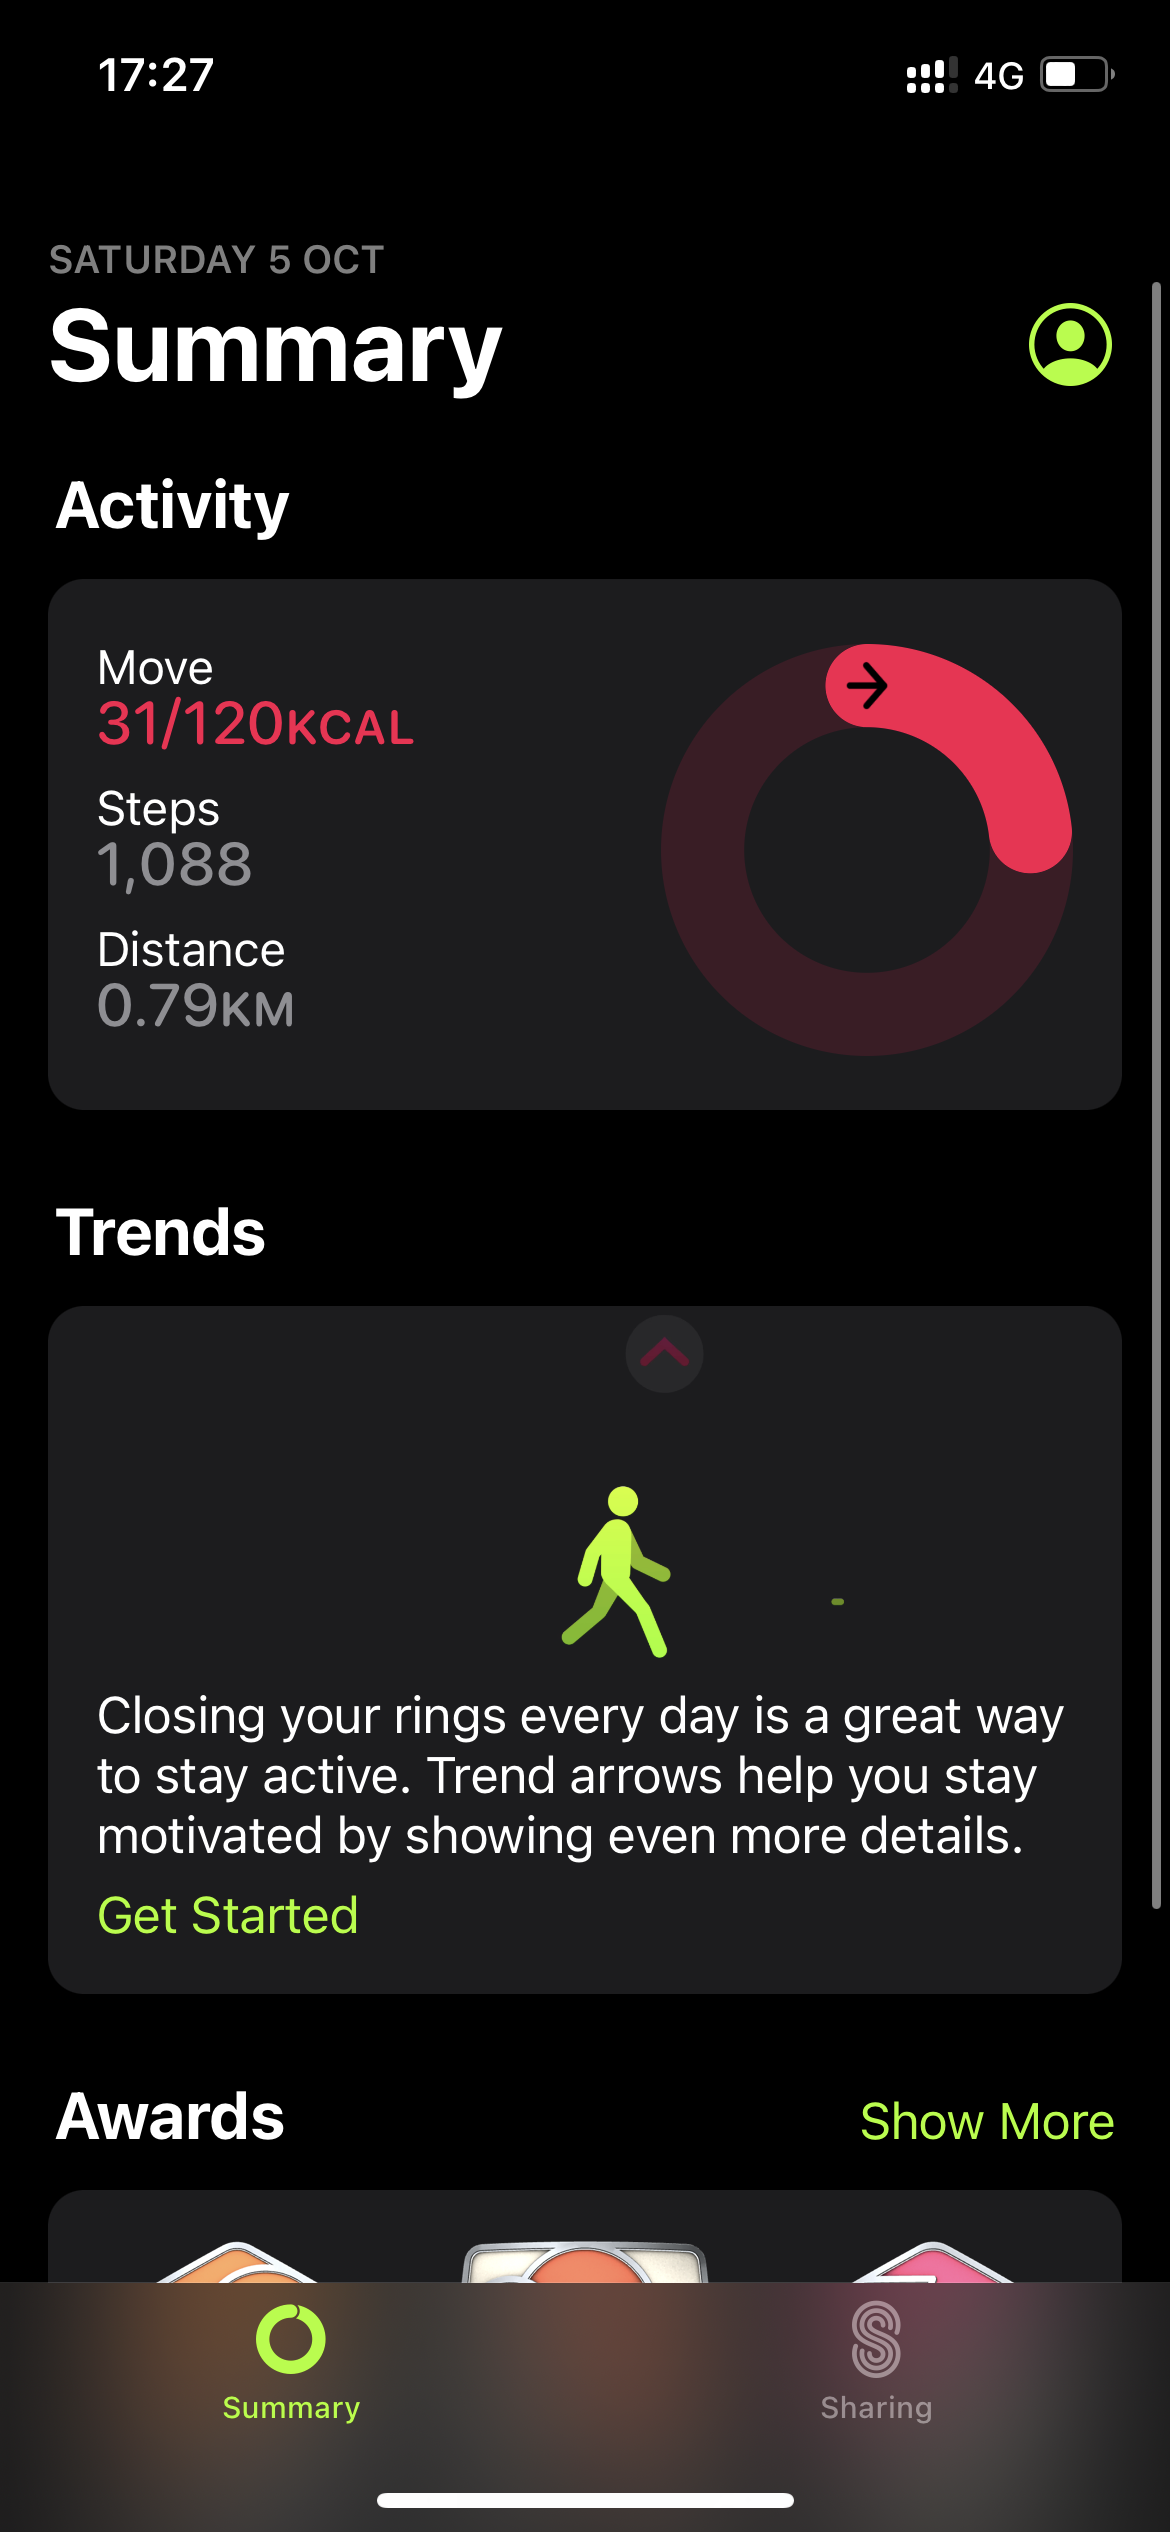 17:27
4G
SATURDAY 5 OCT
Summary
Activity
Move
31/120KCAL
Steps
1,088
Distance
0.79KM
Trends
Closing your rings every day is a great way
to stay active. Trend arrows help you stay
motivated by showing even more details.
Get Started
Awards
Show More
Summary
Sharing